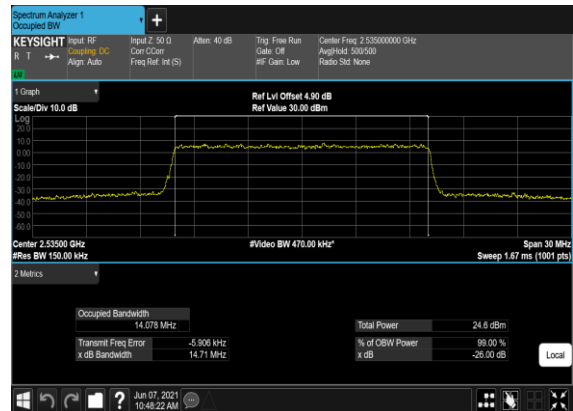 Spectrum Analyzer 1
Occupied BW
+
KEYSIGHT Input: RF Input Z: 50 Ω Atten: 40 dB Trig: Free Run Center Freq: 2.535000000 GHz
R T Coupling: DC Corr CCorr Gate: Off Avg|Hold: 500/500
Align: Auto Freq Ref: Int (S) #IF Gain: Low Radio Std: None
1 Graph
Ref Lvl Offset 4.90 dB
Scale/Div 10.0 dB Ref Value 30.00 dBm
Log
20.0
10.0
0.00
-10.0
-20.0
-30.0
-40.0
-50.0
-60.0
Center 2.53500 GHz #Video BW 470.00 kHz* Span 30 MHz
#Res BW 150.00 kHz Sweep 1.67 ms (1001 pts)
2 Metrics
Occupied Bandwidth
14.078 MHz Total Power 24.6 dBm
Transmit Freq Error -5.906 kHz % of OBW Power 99.00 %
x dB Bandwidth 14.71 MHz x dB -26.00 dB
Local
? Jun 07, 2021
10:48:22 AM